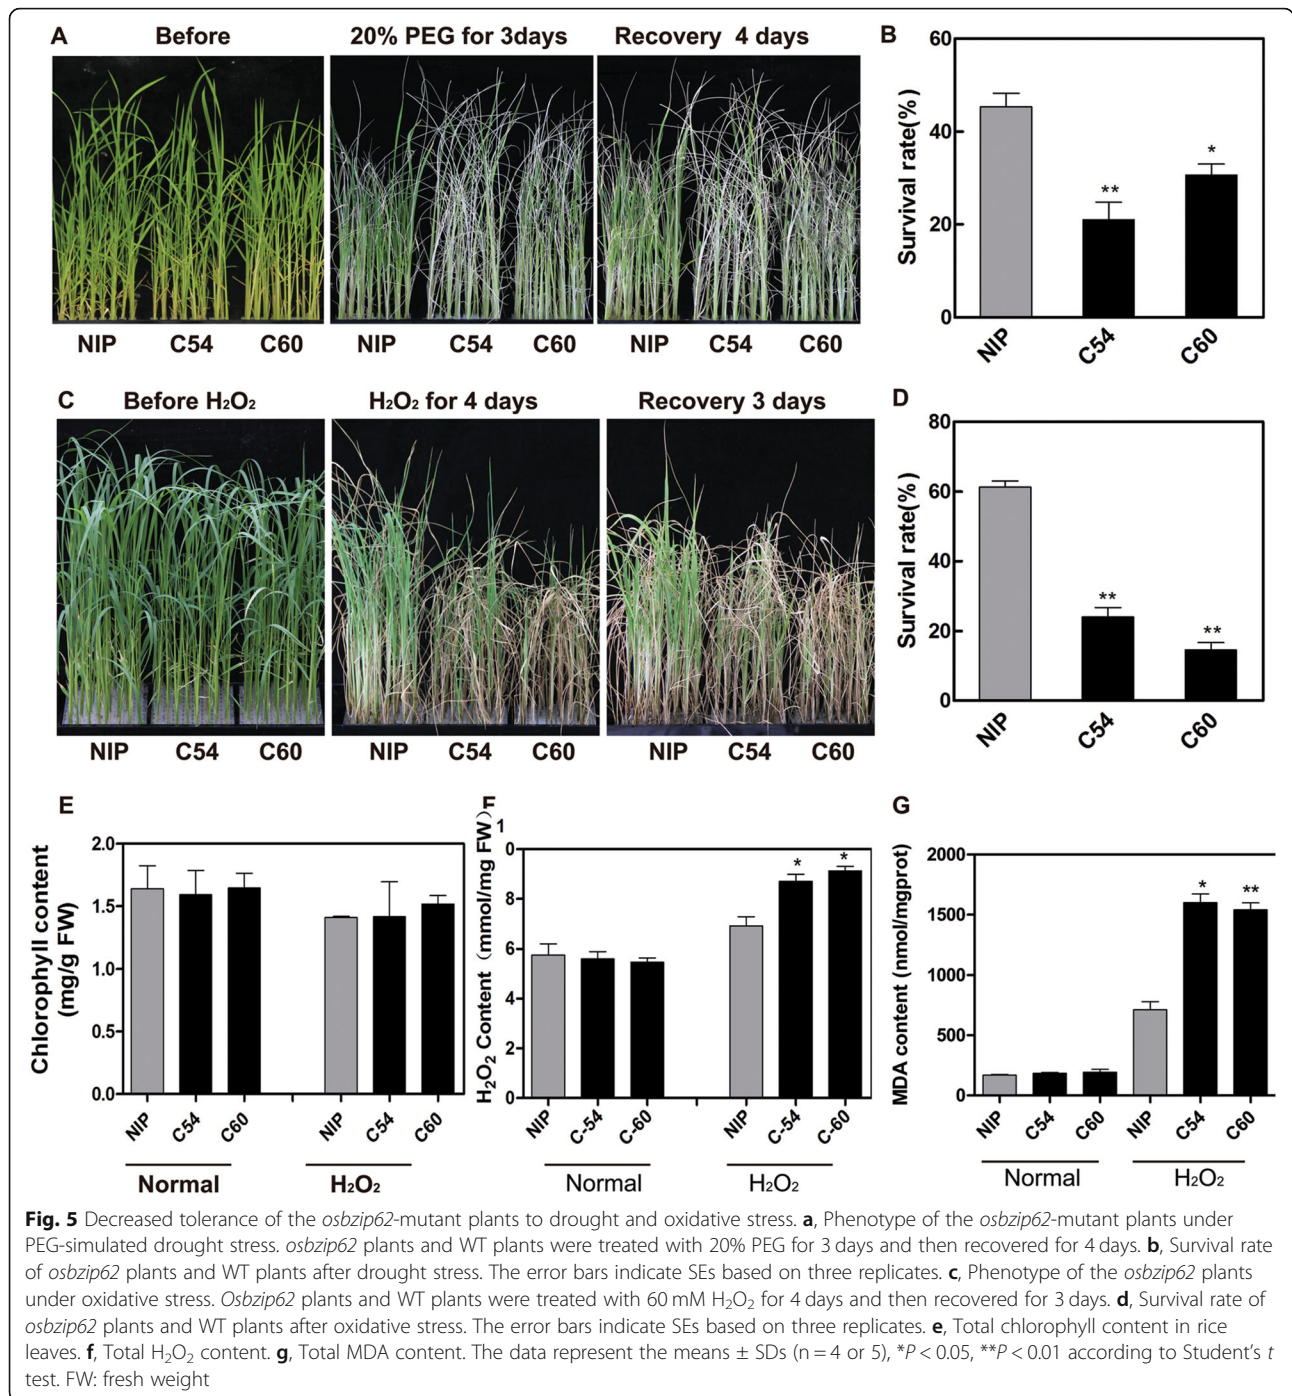 A
Before
20% PEG for 3days
Recovery 4 days
NIP C54 C60
NIP C54 C60
NIP C54 C60
B
Survival rate(%)
60
40
20
0
NIP
C54
C60
**
*
C
Before H₂O₂
H₂O₂ for 4 days
Recovery 3 days
NIP C54 C60
NIP C54 C60
NIP C54 C60
D
Survival rate(%)
80
60
40
20
0
NIP
C54
C60
**
**
E
Chlorophyll content
(mg/g FW)
2.0
1.5
1.0
0.5
0.0
NIP
C54
C60
NIP
C54
C60
Normal
H₂O₂
F
H₂O₂ Content (mmol/mg FW)
1
0
8
6
4
2
0
*
*
NIP
C-54
C-60
NIP
C-54
C-60
Normal
H₂O₂
G
MDA content (nmol/mgprot)
2000
1500
1000
500
0
*
**
NIP
C54
C60
NIP
C54
C60
Normal
H₂O₂
Fig. 5 Decreased tolerance of the osbzip62-mutant plants to drought and oxidative stress. a, Phenotype of the osbzip62-mutant plants under
PEG-simulated drought stress. osbzip62 plants and WT plants were treated with 20% PEG for 3 days and then recovered for 4 days. b, Survival rate
of osbzip62 plants and WT plants after drought stress. The error bars indicate SEs based on three replicates. c, Phenotype of the osbzip62 plants
under oxidative stress. Osbzip62 plants and WT plants were treated with 60 mM H₂O₂ for 4 days and then recovered for 3 days. d, Survival rate of
osbzip62 plants and WT plants after oxidative stress. The error bars indicate SEs based on three replicates. e, Total chlorophyll content in rice
leaves. f, Total H₂O₂ content. g, Total MDA content. The data represent the means ± SDs (n = 4 or 5), *P < 0.05, **P < 0.01 according to Student's t
test. FW: fresh weight